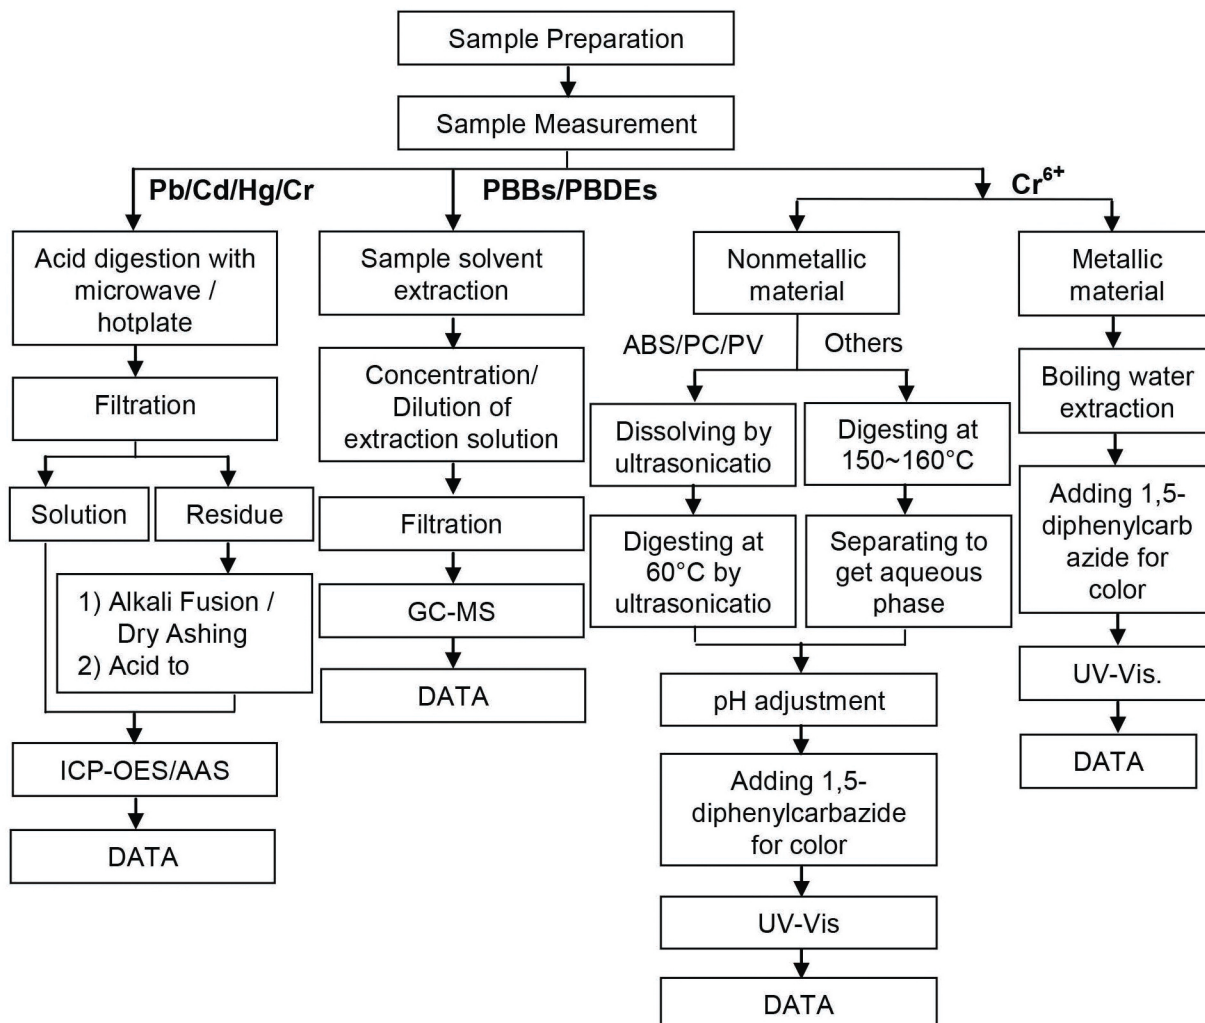 Sample Preparation
Sample Measurement
Pb/Cd/Hg/Cr
PBBs/PBDEs
Cr⁶⁺
Acid digestion with
microwave /
hotplate
Filtration
Solution
Residue
1) Alkali Fusion /
Dry Ashing
2) Acid to
ICP-OES/AAS
DATA
Sample solvent
extraction
Concentration/
Dilution of
extraction solution
Filtration
GC-MS
DATA
Nonmetallic
material
ABS/PC/PV
Others
Dissolving by
ultrasonicatio
Digesting at
60°C by
ultrasonicatio
Digesting at
150~160°C
Separating to
get aqueous
phase
pH adjustment
Adding 1,5-
diphenylcarbazide
for color
UV-Vis
DATA
Metallic
material
Boiling water
extraction
Adding 1,5-
diphenylcarb
azide for
color
UV-Vis.
DATA